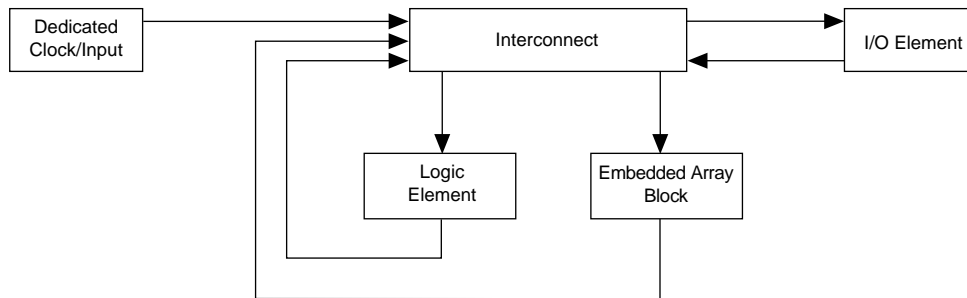 Dedicated
Clock/Input
Interconnect
I/O Element
Logic
Element
Embedded Array
Block